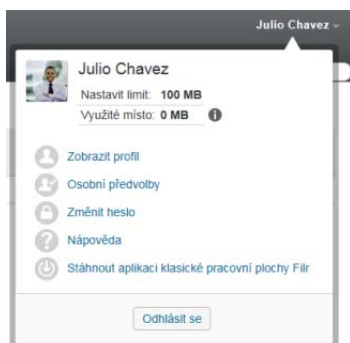 Julio Chavez
Julio Chavez
Nastavit limit: 100 MB
Využité místo: 0 MB
Zobrazit profil
Osobní předvolby
Změnit heslo
Nápověda
Stáhnout aplikaci klasické pracovní plochy Filr
Odhlásit se